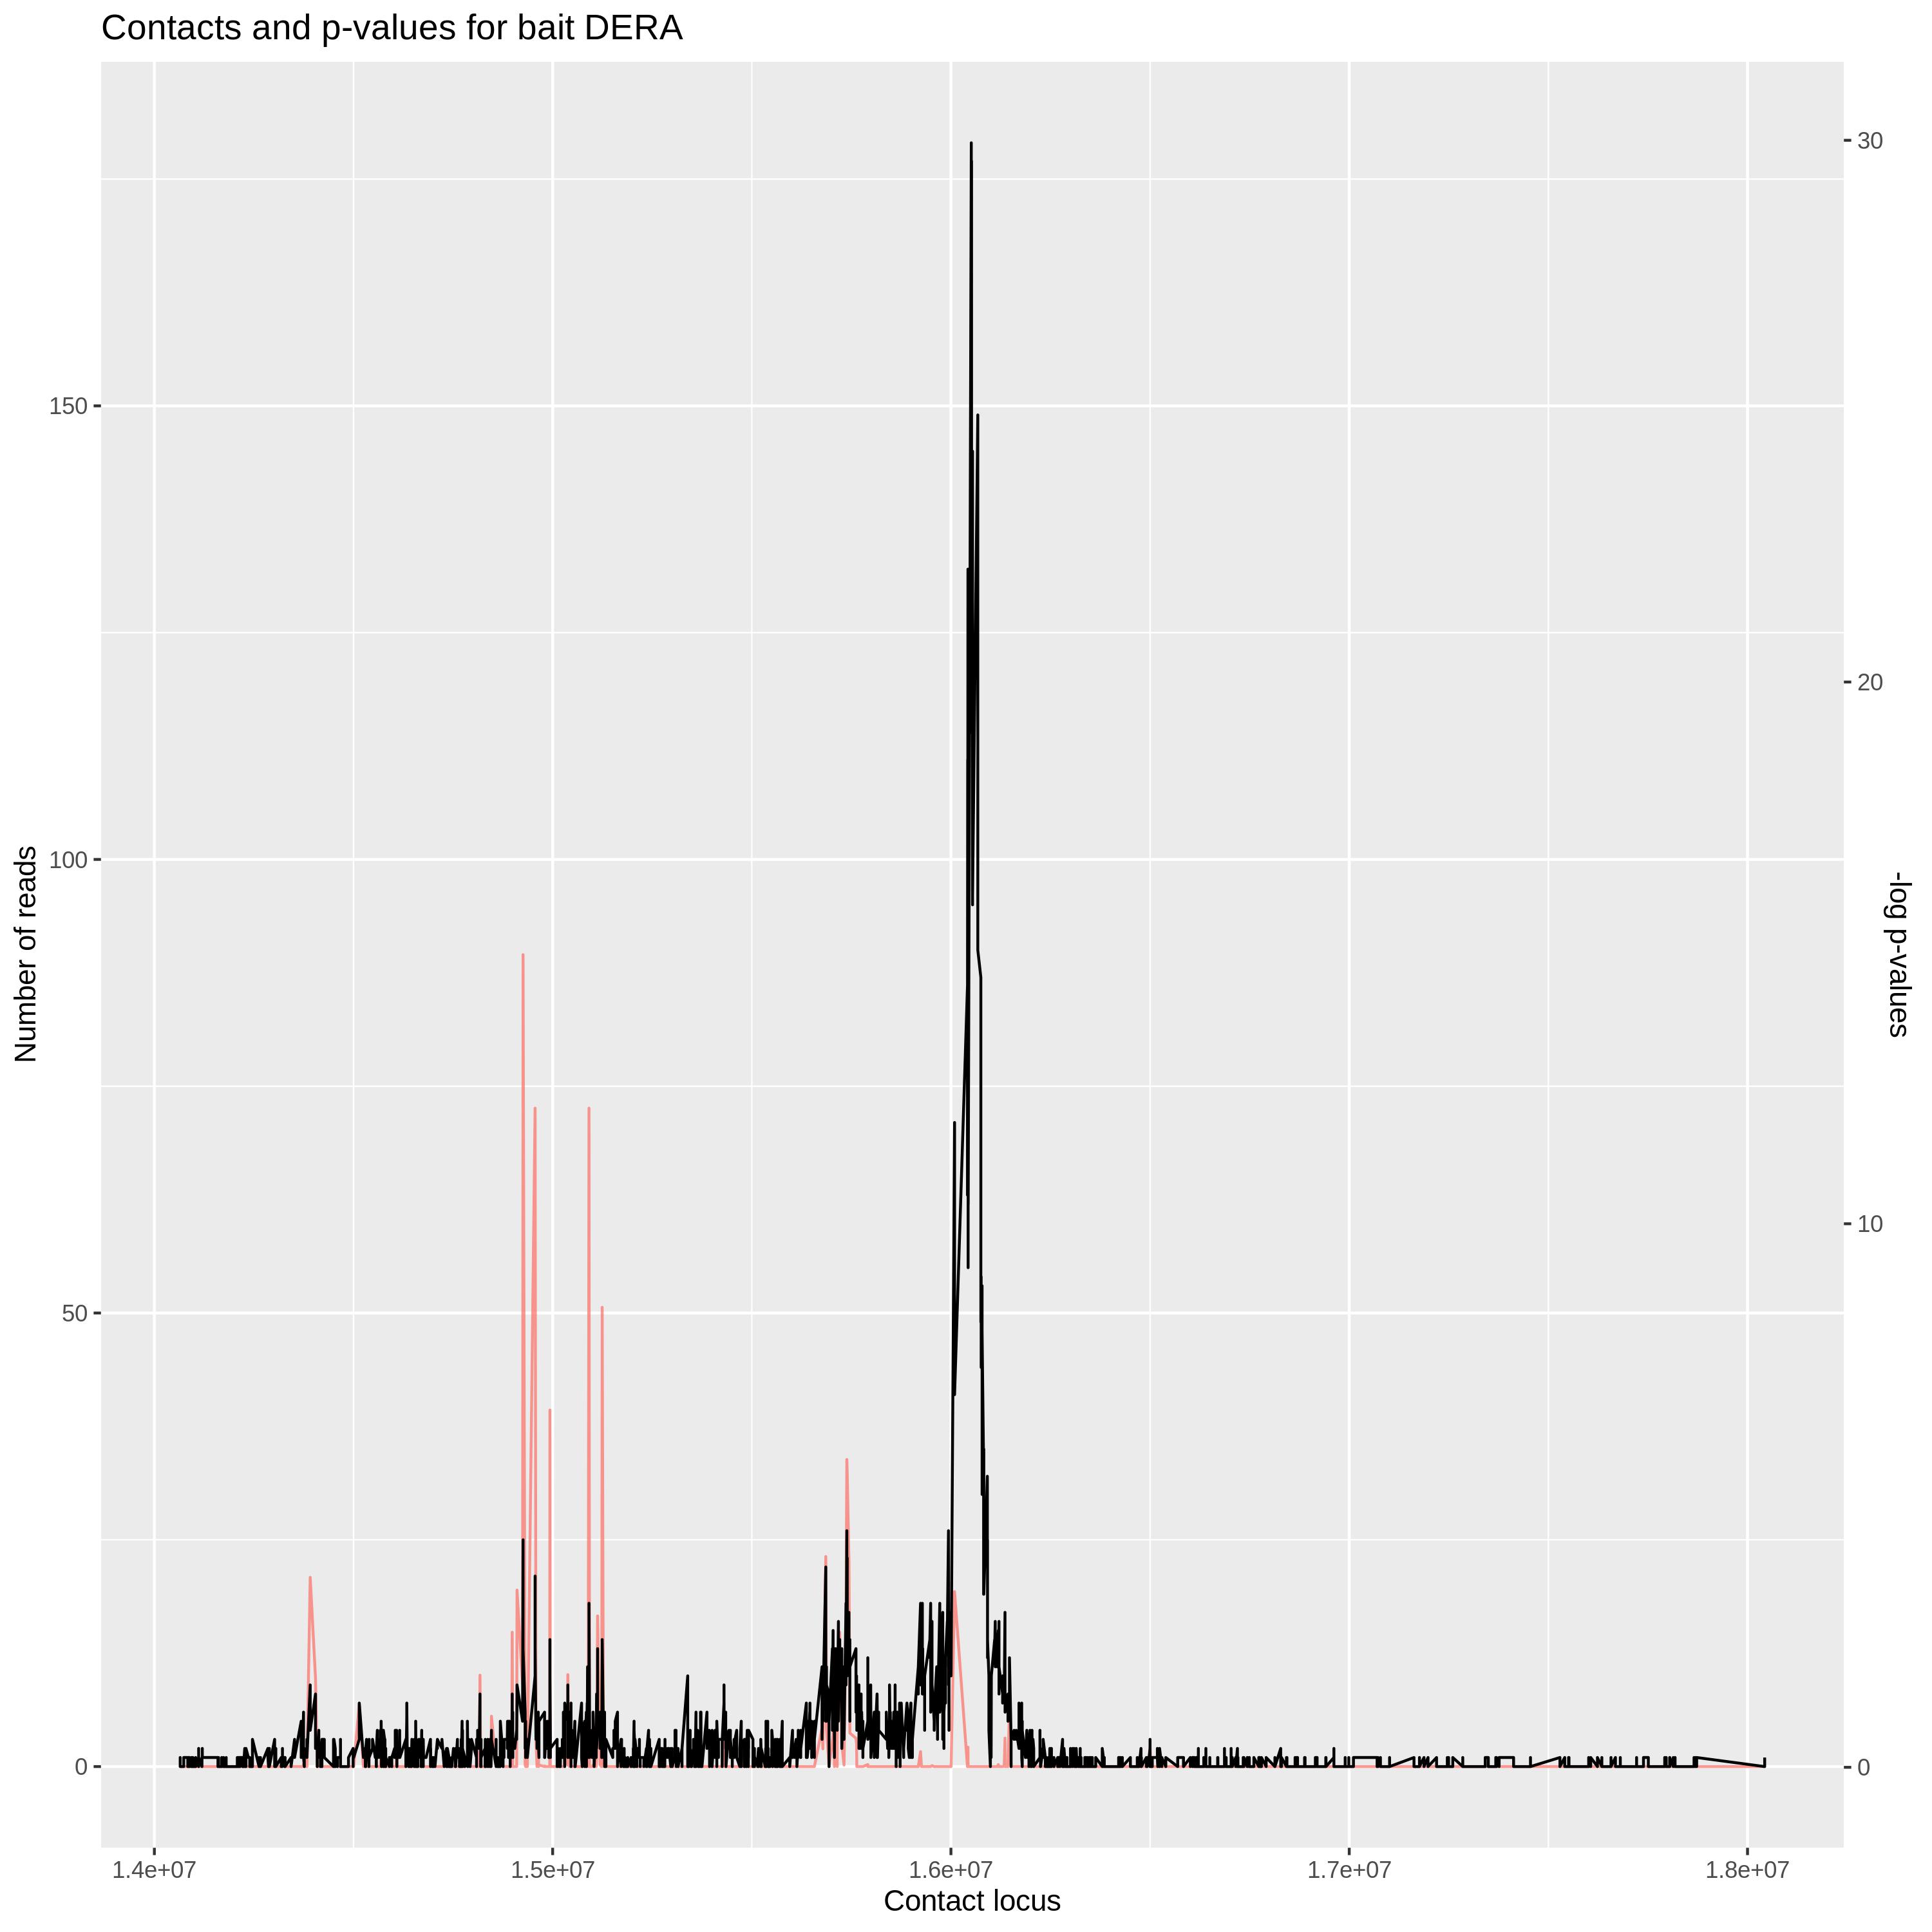 Contacts and p-values for bait DERA
Number of reads
150
100
50
0
30
20
10
0
-log p-values
1.4e+07
1.5e+07
1.6e+07
1.7e+07
1.8e+07
Contact locus